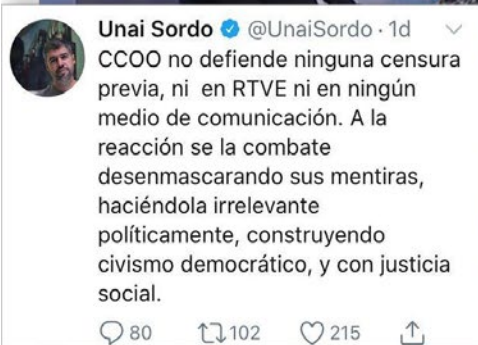 Unai Sordo @UnaiSordo · 1d
CCOO no defiende ninguna censura
previa, ni en RTVE ni en ningún
medio de comunicación. A la
reacción se la combate
desenmascarando sus mentiras,
haciéndola irrelevante
políticamente, construyendo
civismo democrático, y con justicia
social.
80 102 215